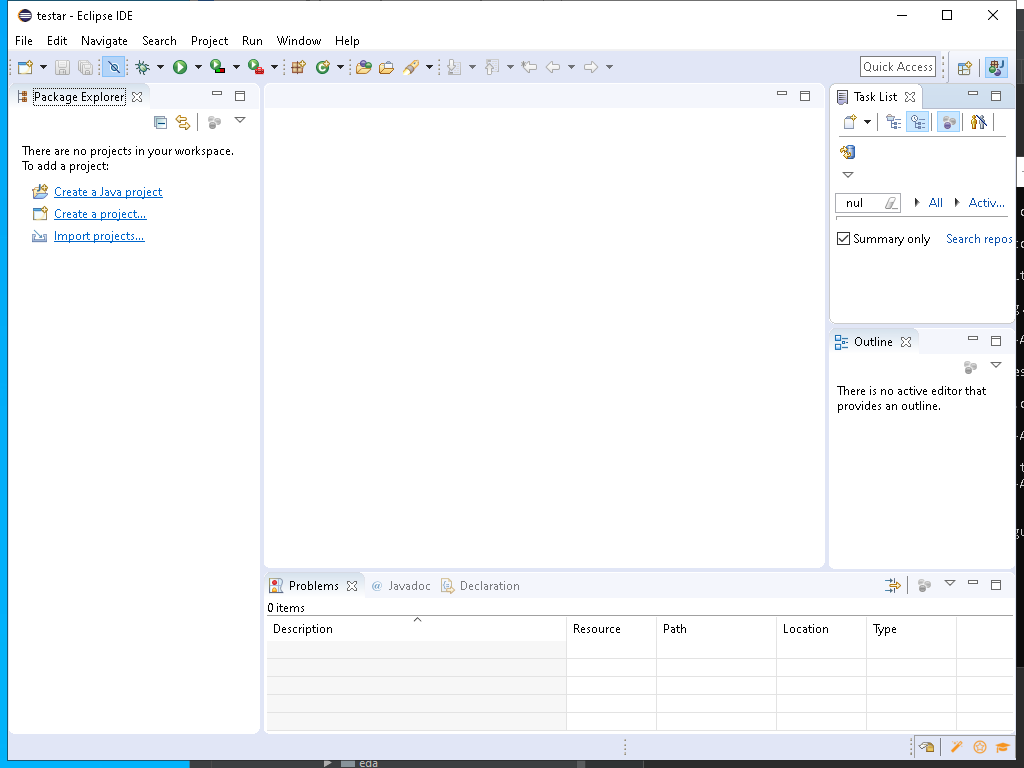 testar - Eclipse IDE
File Edit Navigate Search Project Run Window Help
Quick Access
Package Explorer
There are no projects in your workspace.
To add a project:
Create a Java project
Create a project...
Import projects...
Task List
nul All Activ...
Summary only Search repos
Outline
There is no active editor that
provides an outline.
Problems @ Javadoc Declaration
0 items
Description Resource Path Location Type
eda